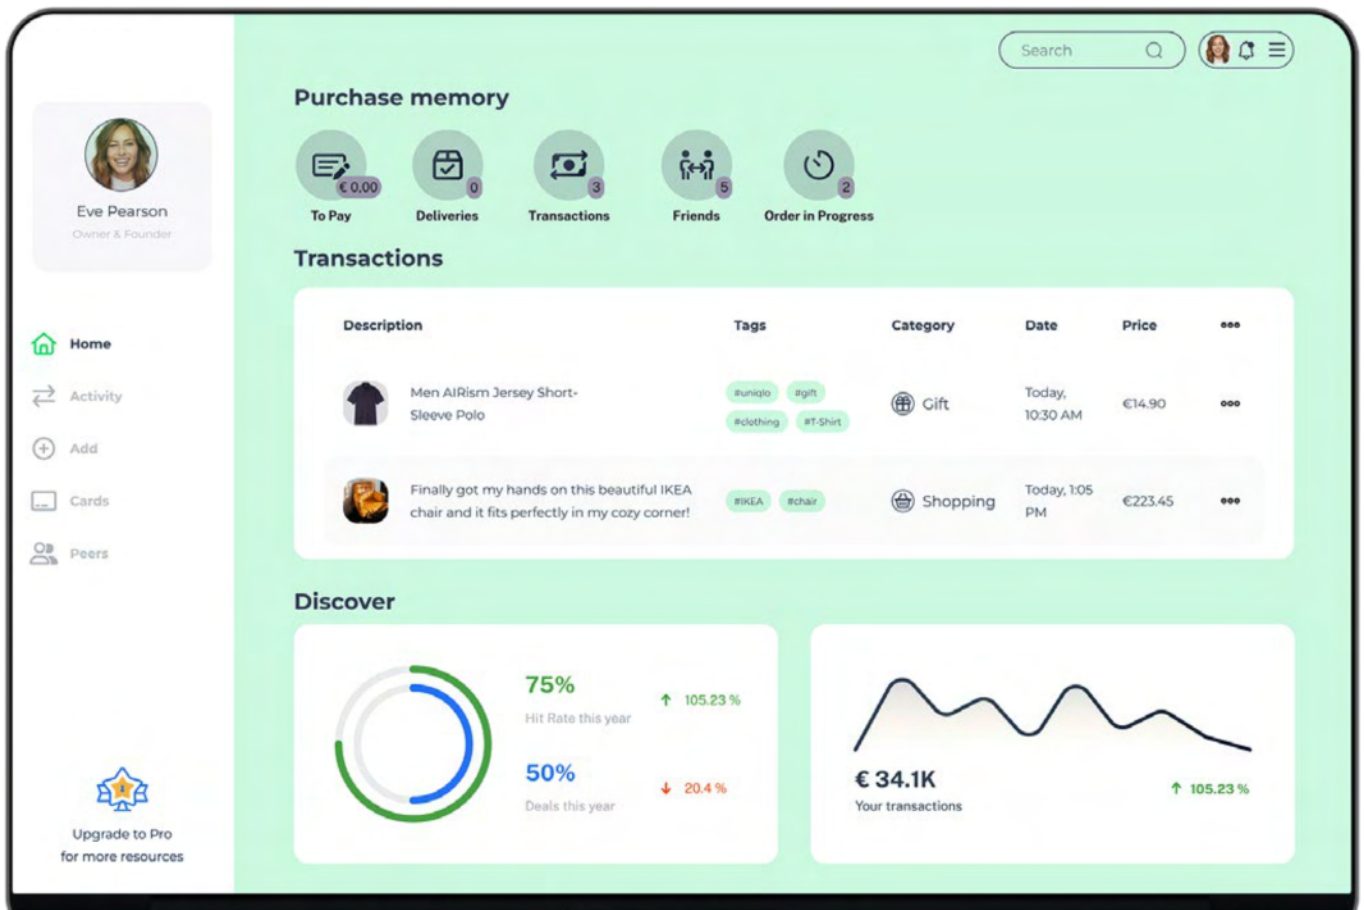 Search
Eve Pearson
Owner & Founder
Home
Activity
Add
Cards
Peers
Upgrade to Pro
for more resources
Purchase memory
€ 0,00
0
3
5
2
To Pay
Deliveries
Transactions
Friends
Order in Progress
Transactions
Description
Tags
Category
Date
Price
Men AIRism Jersey Short-
Sleeve Polo
#uniqlo #gift
#clothing #T-Shirt
Gift
Today,
10:30 AM
€14.90
Finally got my hands on this beautiful IKEA
chair and it fits perfectly in my cozy corner!
#IKEA #chair
Shopping
Today, 1:05
PM
€223.45
Discover
75%
Hit Rate this year
105.23 %
50%
Deals this year
20.4 %
€ 34.1K
Your transactions
105.23 %